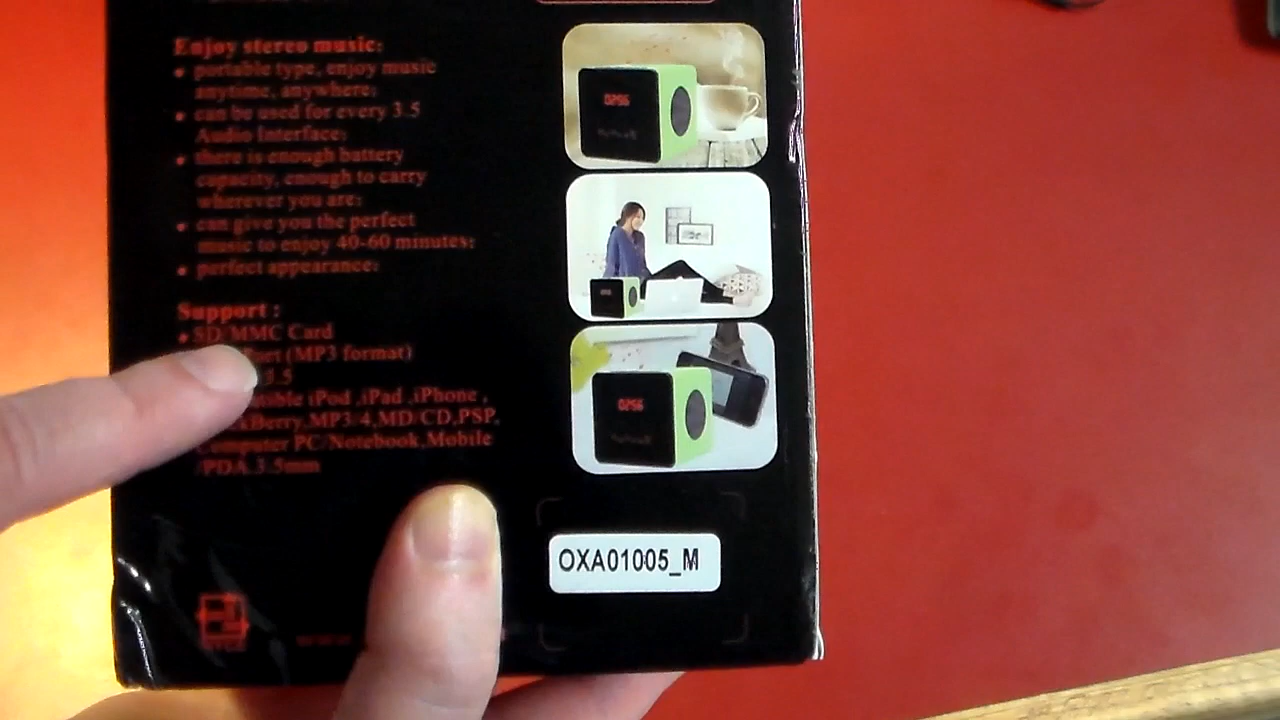 Enjoy stereo music:
• portable type, enjoy music
anytime, anywhere;
• can be used for every 3.5
Audio Interface;
• there is enough battery
capacity, enough to carry
wherever you are;
• can give you the perfect
music to enjoy 40-60 minutes;
• perfect appearance;
Support :
• SD/MMC Card
(MP3 format)
3.5
iPod ,iPad ,iPhone ,
MP3/4,MD/CD,PSP,
Computer PC/Notebook,Mobile
/PDA.3.5mm
0256
0256
OXA01005_M